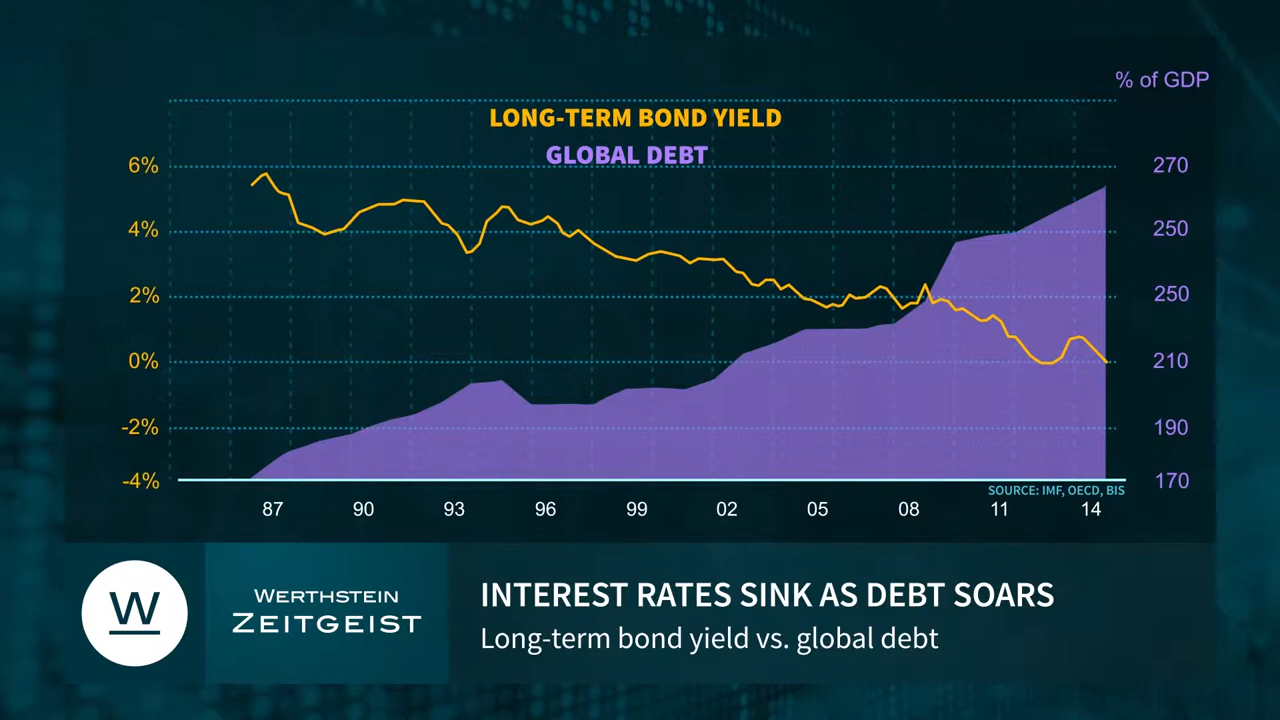 % of GDP
LONG-TERM BOND YIELD
GLOBAL DEBT
6% 270
4% 250
2% 250
0% 210
-2% 190
-4% 170
SOURCE: IMF, OECD, BIS
87 90 93 96 99 02 05 08 11 14
W
WERTHSTEIN
ZEITGEIST
INTEREST RATES SINK AS DEBT SOARS
Long-term bond yield vs. global debt